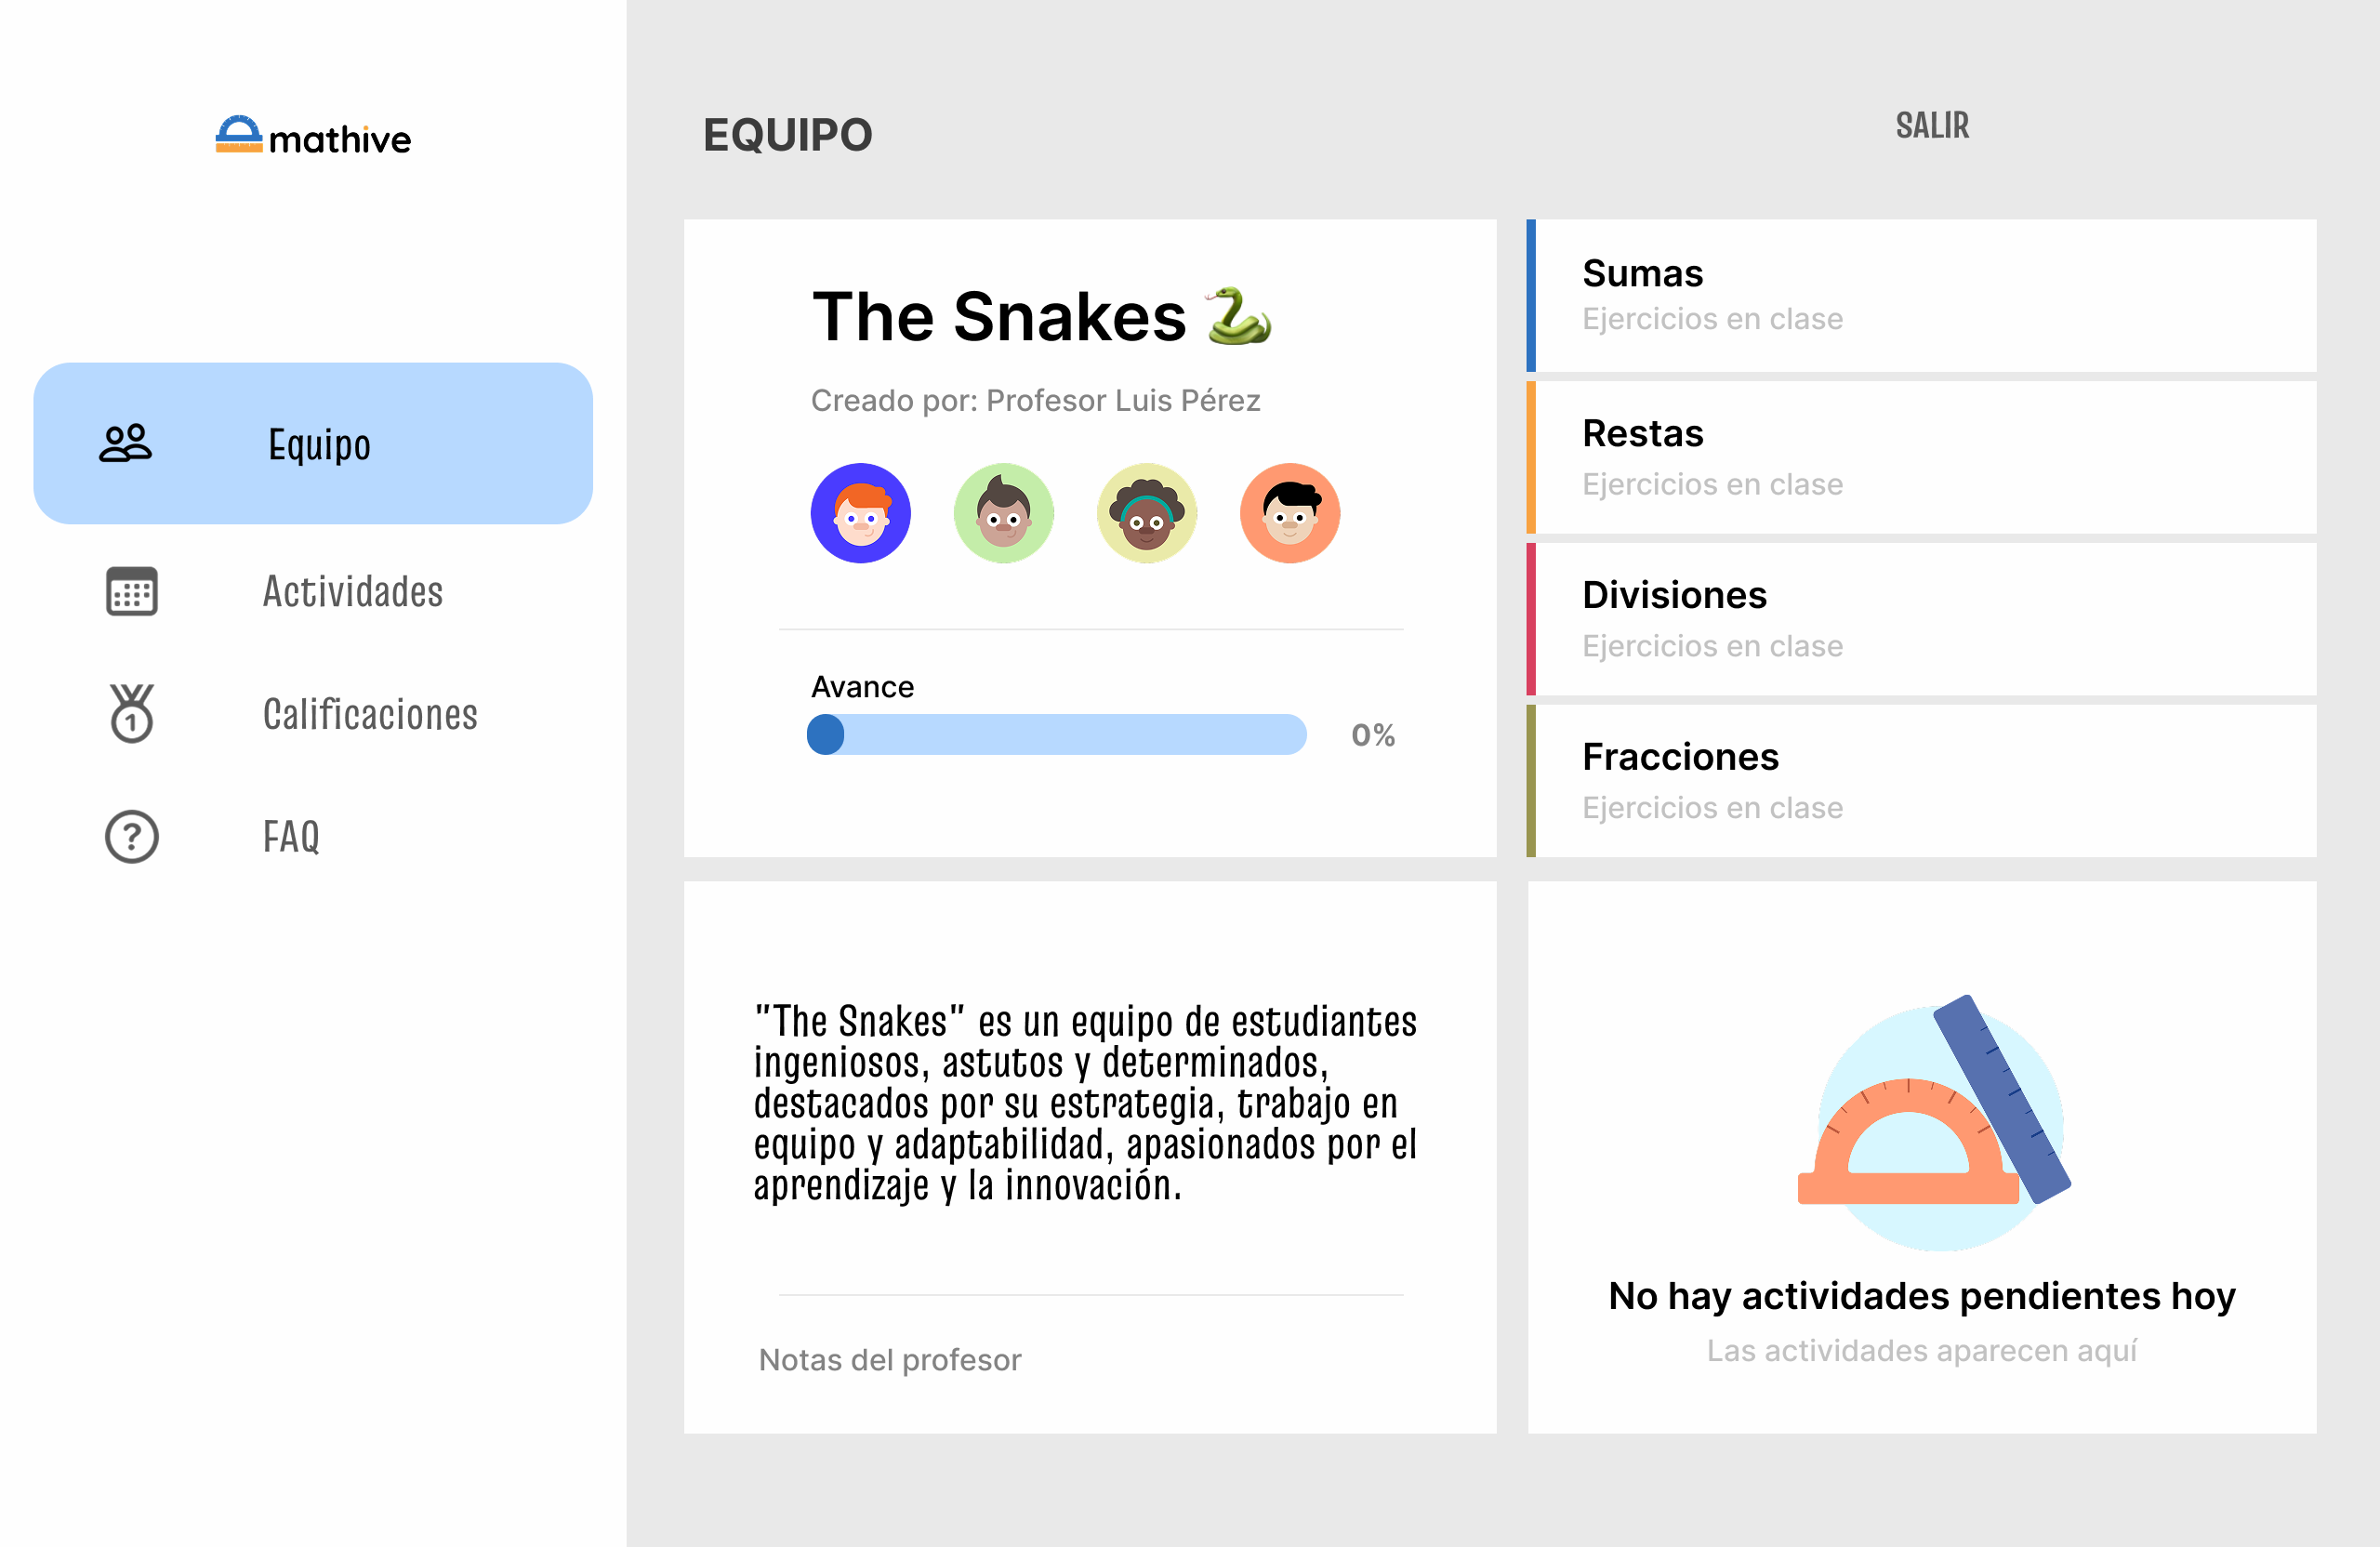 mathive
Equipo
Actividades
Calificaciones
FAQ
EQUIPO
SALIR
The Snakes 🐍
Creado por: Profesor Luis Pérez
Avance
0%
Sumas
Ejercicios en clase
Restas
Ejercicios en clase
Divisiones
Ejercicios en clase
Fracciones
Ejercicios en clase
"The Snakes" es un equipo de estudiantes
ingeniosos, astutos y determinados,
destacados por su estrategia, trabajo en
equipo y adaptabilidad, apasionados por el
aprendizaje y la innovación.
Notas del profesor
No hay actividades pendientes hoy
Las actividades aparecen aquí